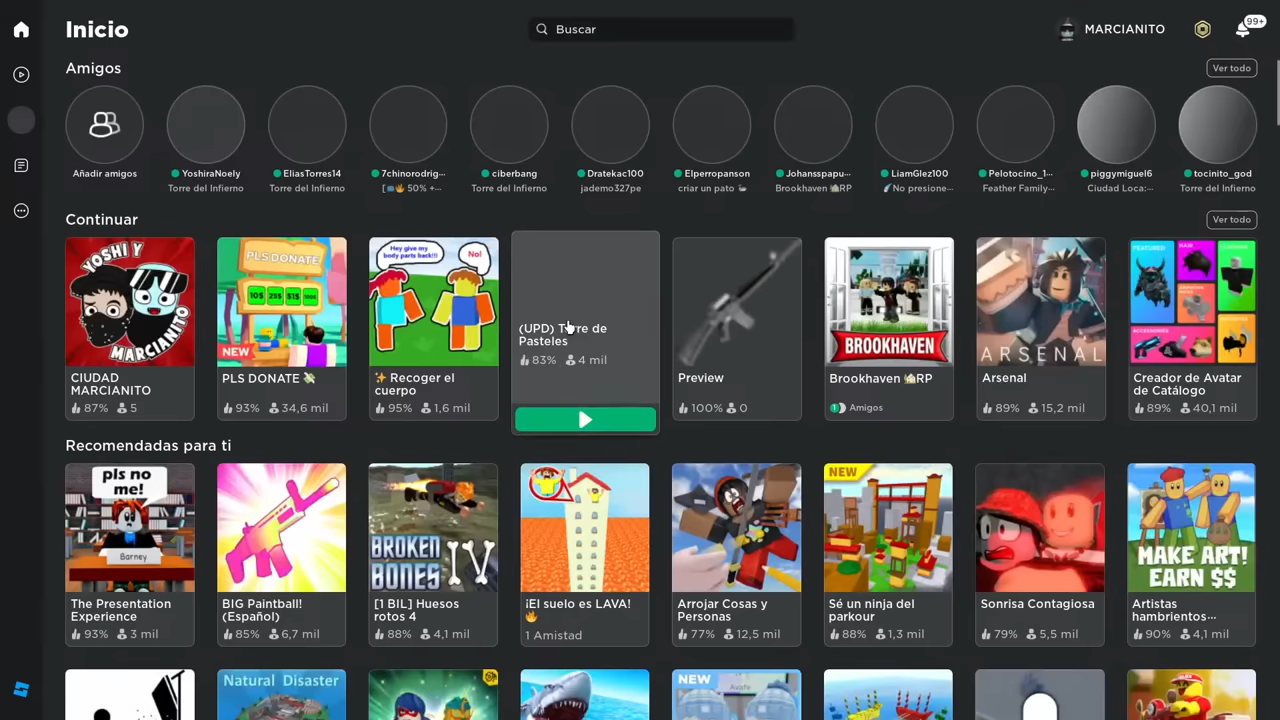 Inicio
Buscar
MARCIANITO
99+
Amigos
Ver todo
Añadir amigos
YoshiraNoely
Torre del Infierno
EliasTorres14
Torre del Infierno
7chinorodrig...
[🔥 50% +...
ciberbang
Torre del Infierno
Dratekac100
jademo327pe
Elperropanson
criar un pato
Johansspapu...
Brookhaven 🏡RP
LiamGlez100
No presione...
Pelotocino_1...
Feather Family...
piggymiguel6
Ciudad Loca:...
tocinito_god
Torre del Infierno
Continuar
Ver todo
YOSHI Y
MARCIANITO
CIUDAD
MARCIANITO
87% 5
PLS DONATE
10$ 25$ 51$ 100$
NEW
PLS DONATE 💸
93% 34,6 mil
Hey give my
body parts back!!!
No!
✨ Recoger el
cuerpo
95% 1,6 mil
(UPD) Torre de
Pasteles
83% 4 mil
Preview
100% 0
BROOKHAVEN
Brookhaven 🏡RP
1 Amigos
ARSENAL
Arsenal
89% 15,2 mil
FEATURED
HAIR
Creador de Avatar
de Catálogo
89% 40,1 mil
Recomendadas para ti
pls no
me!
Barney
The Presentation
Experience
93% 3 mil
BIG Paintball!
(Español)
85% 6,7 mil
BROKEN
BONES IV
[1 BIL] Huesos
rotos 4
88% 4,1 mil
¡El suelo es LAVA!
🔥
1 Amistad
Arrojar Cosas y
Personas
77% 12,5 mil
NEW
Sé un ninja del
parkour
88% 1,3 mil
Sonrisa Contagiosa
79% 5,5 mil
MAKE ART!
EARN $$
Artistas
hambrientos...
90% 4,1 mil
Natural Disaster
NEW